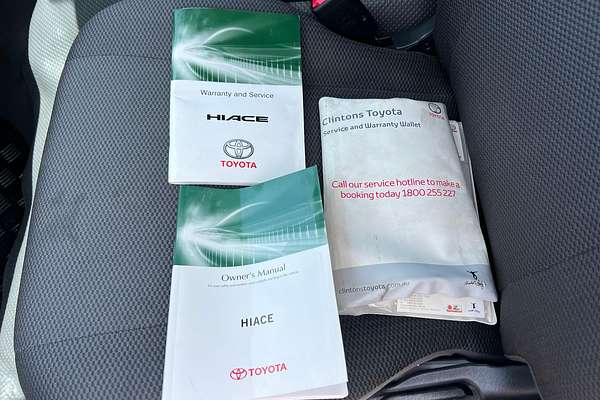 Warranty and Service
HIACE
TOYOTA
Clintons Toyota
Service and Warranty Wallet
Call our service hotline to make a
booking today 1800 255 227
clintonstoyota.com.au
Owner's Manual
HIACE
TOYOTA